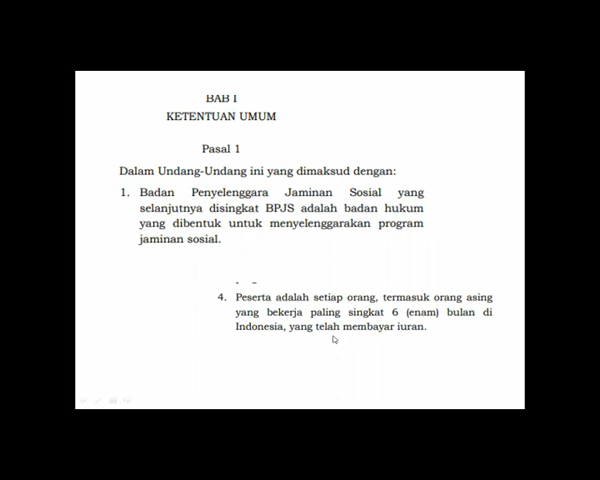 BAB I
KETENTUAN UMUM
Pasal 1
Dalam Undang-Undang ini yang dimaksud dengan:
1. Badan Penyelenggara Jaminan Sosial yang
selanjutnya disingkat BPJS adalah badan hukum
yang dibentuk untuk menyelenggarakan program
jaminan sosial.
4. Peserta adalah setiap orang, termasuk orang asing
yang bekerja paling singkat 6 (enam) bulan di
Indonesia, yang telah membayar iuran.